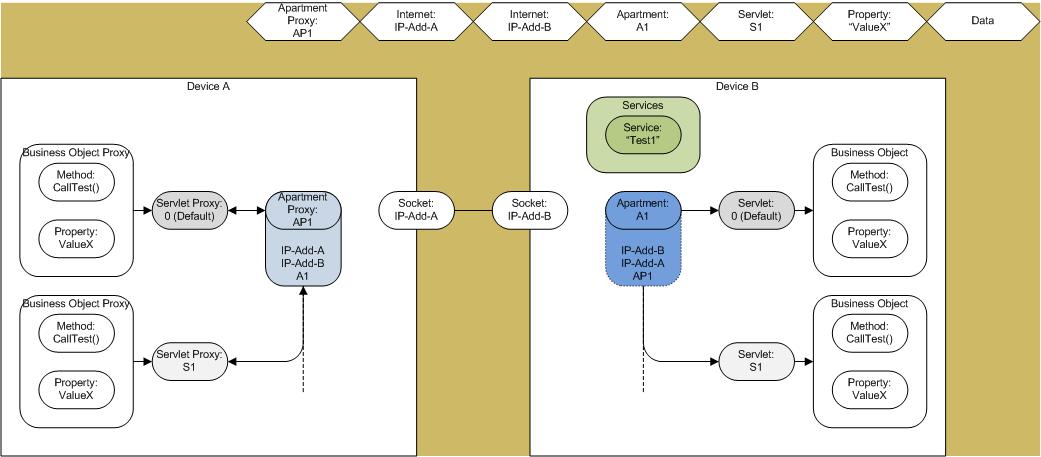 Apartment
Proxy:
AP1
Internet:
IP-Add-A
Internet:
IP-Add-B
Apartment:
A1
Servlet:
S1
Property:
“ValueX”
Data
Device A
Business Object Proxy
Method:
CallTest()
Property:
ValueX
Servlet Proxy:
0 (Default)
Apartment
Proxy:
AP1
IP-Add-A
IP-Add-B
A1
Business Object Proxy
Method:
CallTest()
Property:
ValueX
Servlet Proxy:
S1
Socket:
IP-Add-A
Socket:
IP-Add-B
Device B
Services
Service:
“Test1”
Apartment:
A1
IP-Add-B
IP-Add-A
AP1
Servlet:
0 (Default)
Business Object
Method:
CallTest()
Property:
ValueX
Servlet:
S1
Business Object
Method:
CallTest()
Property:
ValueX